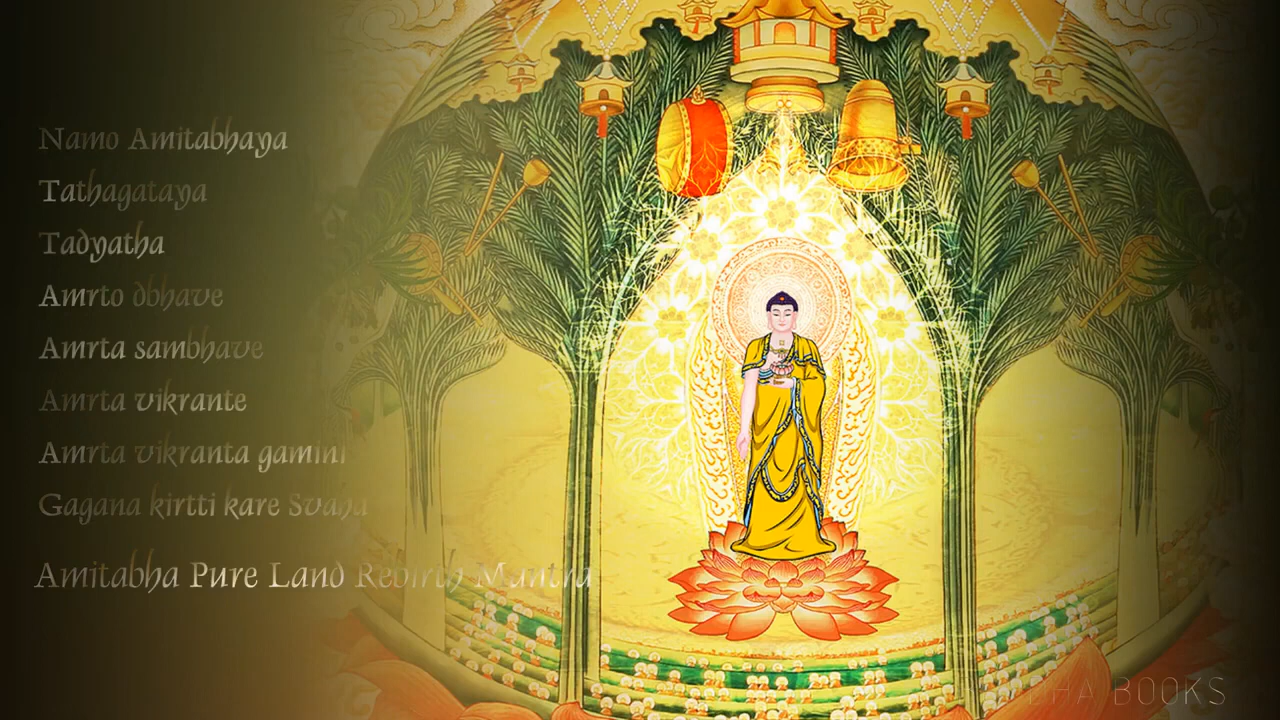 Namo Amitabhaya
Tathagataya
Tadyatha
Amrto dbhave
Amrta sambhave
Amrta vikrante
Amrta vikranta gamini
Gagana kirtti kare Svaha
Amitabha Pure Land Rebirth Mantra
BOOKS